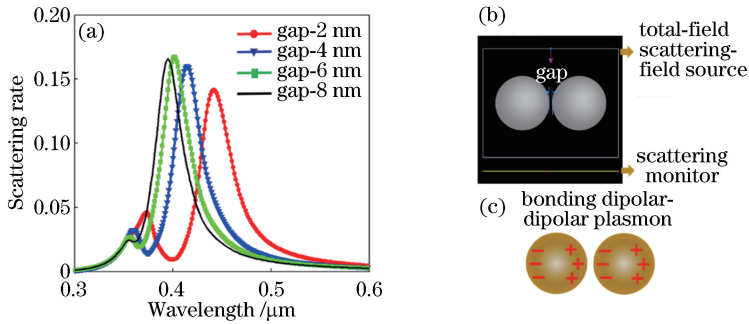 (a)
gap-2 nm
gap-4 nm
gap-6 nm
gap-8 nm
Scattering rate
0.20
0.15
0.10
0.05
0
0.3
0.4
0.5
0.6
Wavelength /μm
(b)
gap
total-field
scattering-
field source
scattering
monitor
(c)
bonding dipolar-
dipolar plasmon
− + − +
− + − +
− + − +